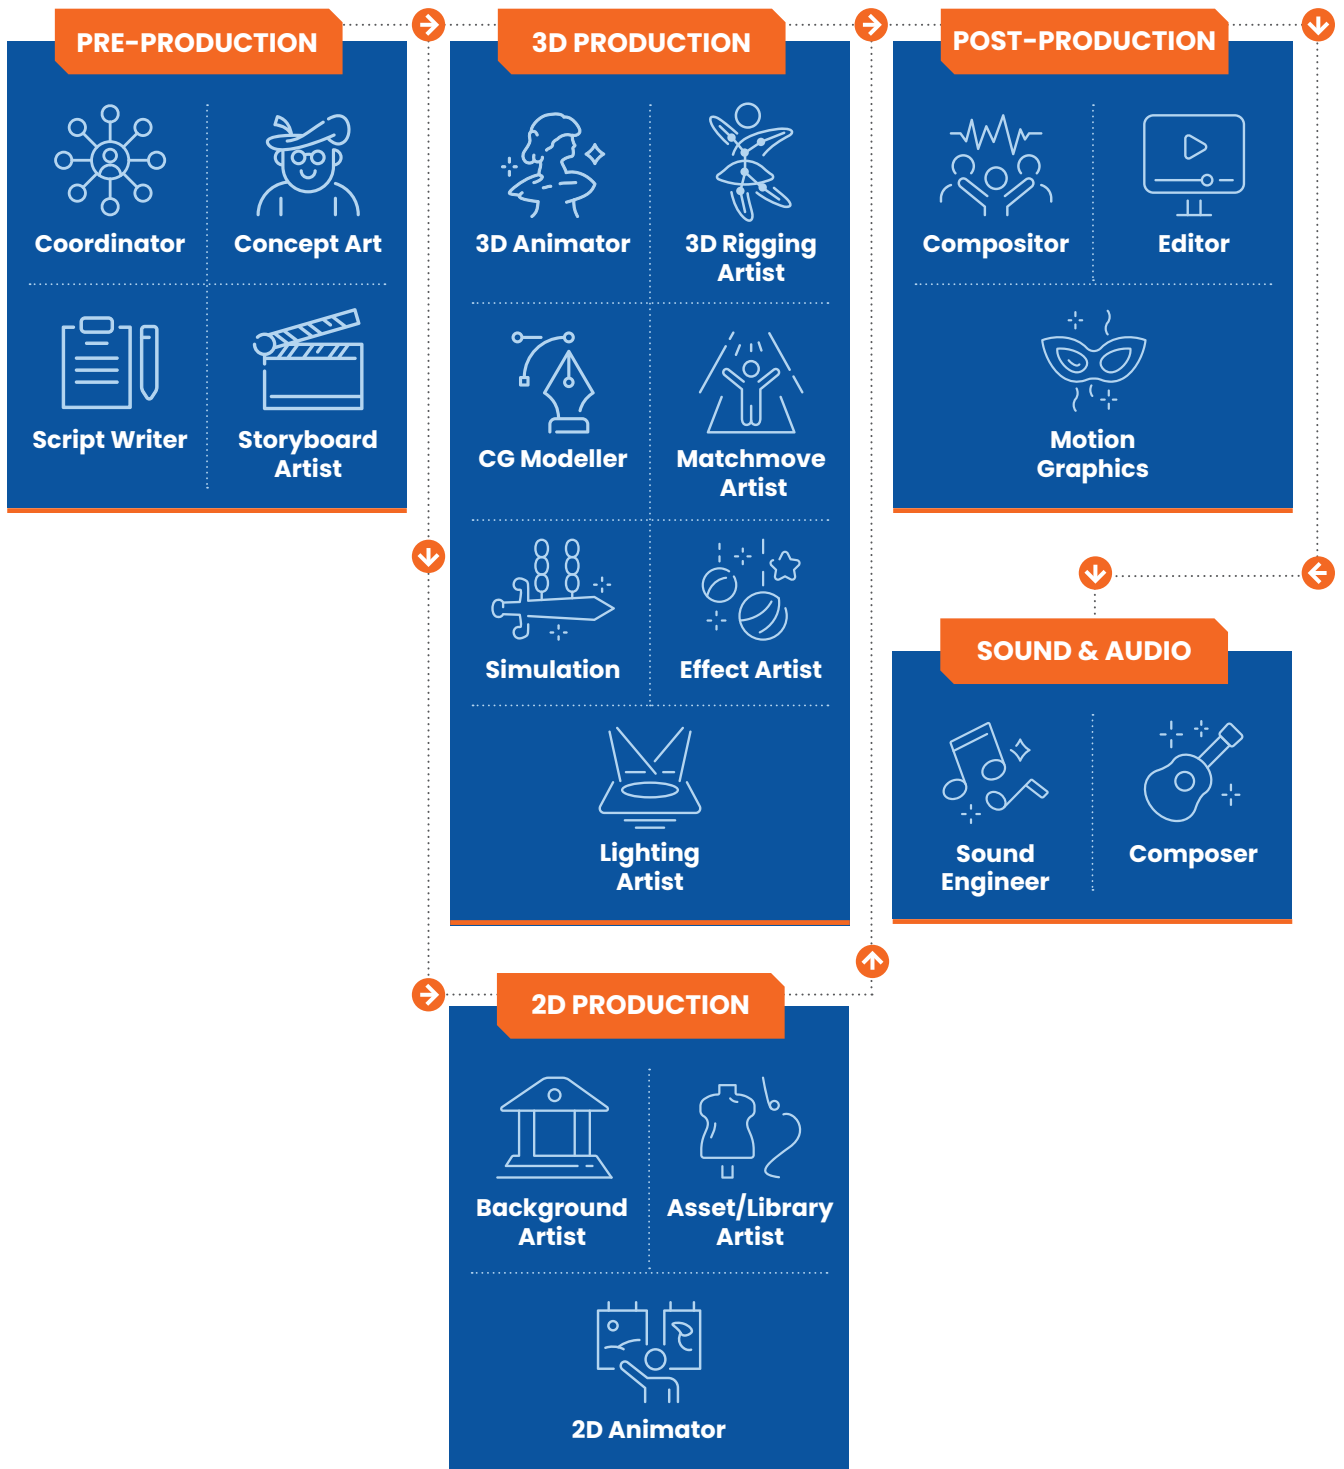 PRE-PRODUCTION
Coordinator
Concept Art
Script Writer
Storyboard
Artist
3D PRODUCTION
3D Animator
3D Rigging
Artist
CG Modeller
Matchmove
Artist
Simulation
Effect Artist
Lighting
Artist
2D PRODUCTION
Background
Artist
Asset/Library
Artist
2D Animator
POST-PRODUCTION
Compositor
Editor
Motion
Graphics
SOUND & AUDIO
Sound
Engineer
Composer